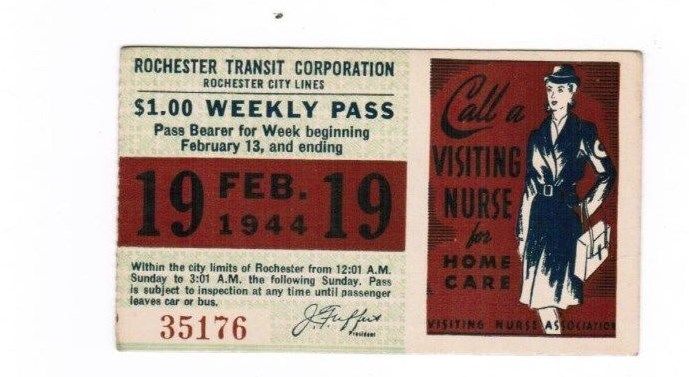 ROCHESTER TRANSIT CORPORATION
ROCHESTER CITY LINES
$1.00 WEEKLY PASS
Pass Bearer for Week beginning
February 13, and ending
19 FEB. 1944 19
Within the city limits of Rochester from 12:01 A.M.
Sunday to 3:01 A.M. the following Sunday. Pass
is subject to inspection at any time until passenger
leaves car or bus.
35176
President
Call a
VISITING
NURSE
for
HOME
CARE
VISITING NURSE ASSOCIATION